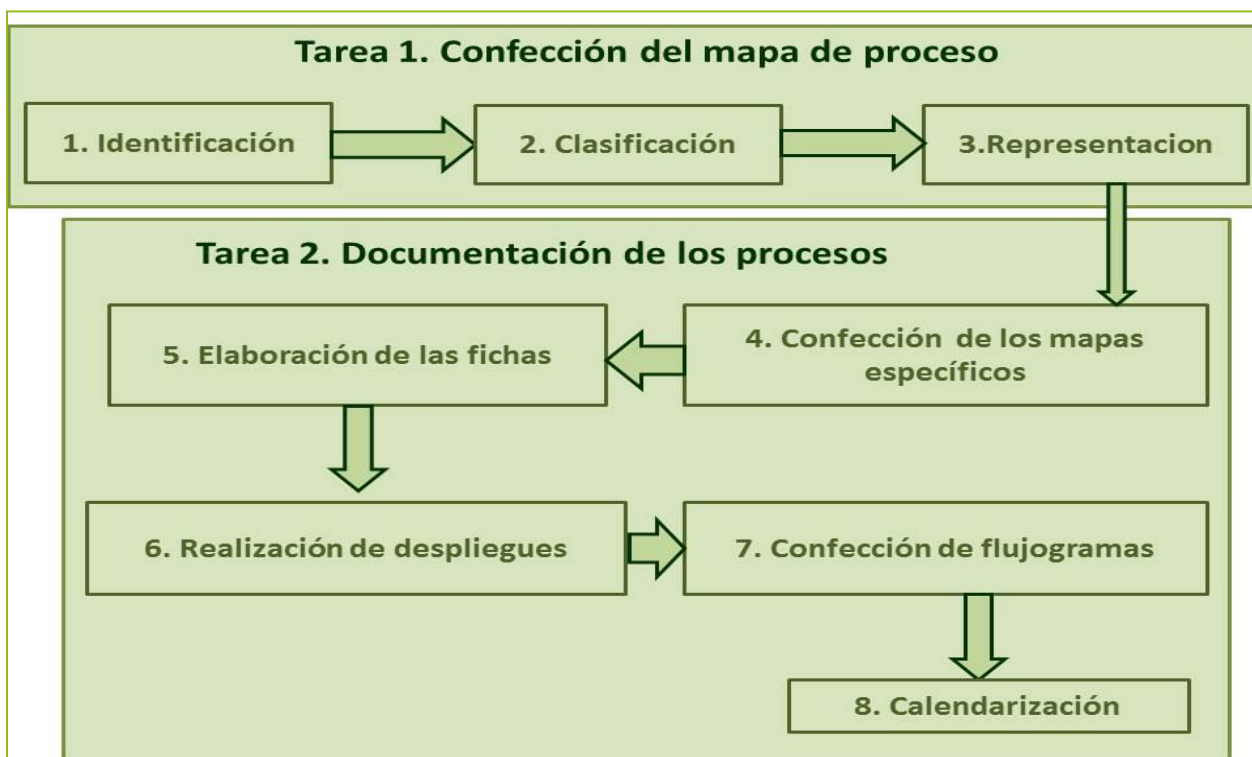 Tarea 1. Confección del mapa de proceso
1. Identificación
2. Clasificación
3.Representacion
Tarea 2. Documentación de los procesos
4. Confección de los mapas
específicos
5. Elaboración de las fichas
6. Realización de despliegues
7. Confección de flujogramas
8. Calendarización